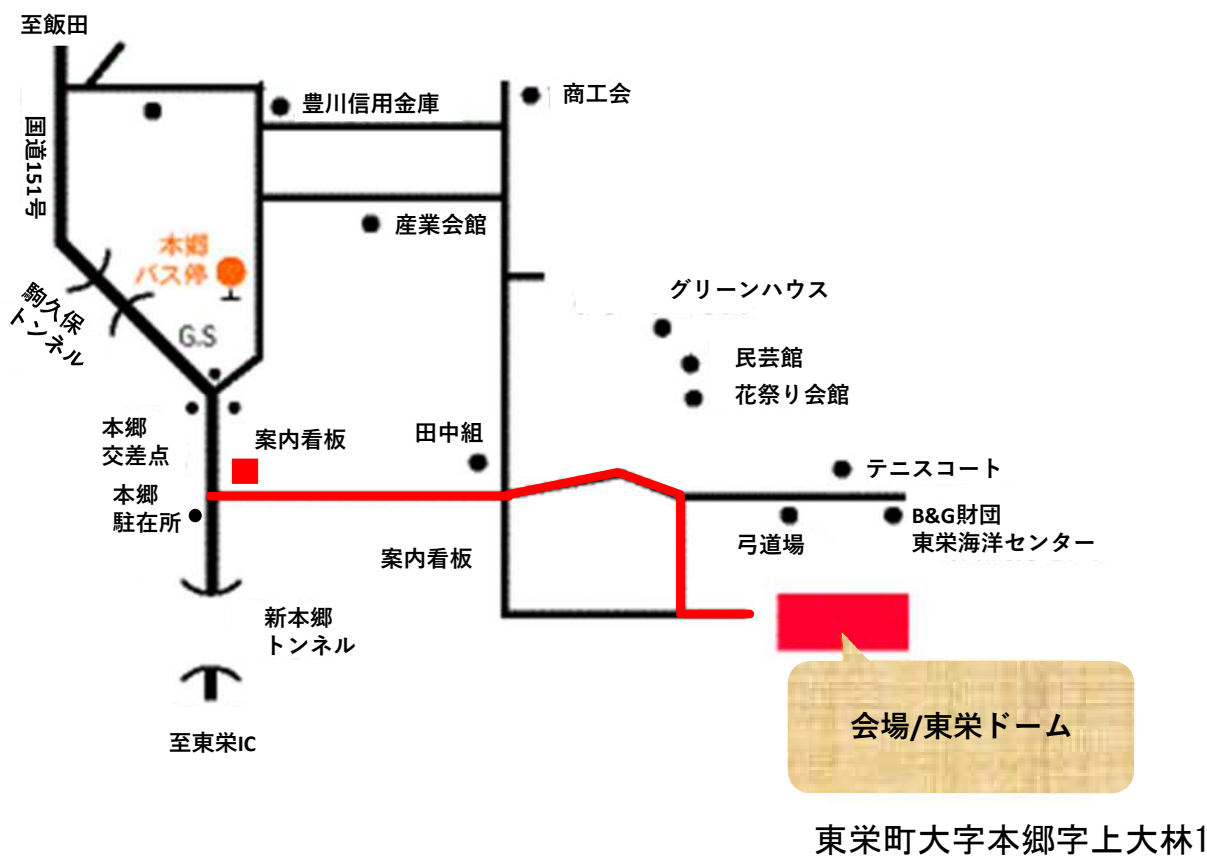 至飯田
豊川信用金庫
商工会
国道151号
産業会館
本郷
バス停
駒久保
トンネル
G.S
グリーンハウス
民芸館
花祭り会館
本郷
交差点
案内看板
田中組
テニスコート
本郷
駐在所
B&G財団
東栄海洋センター
弓道場
案内看板
新本郷
トンネル
至東栄IC
会場/東栄ドーム
東栄町大字本郷字上大林1